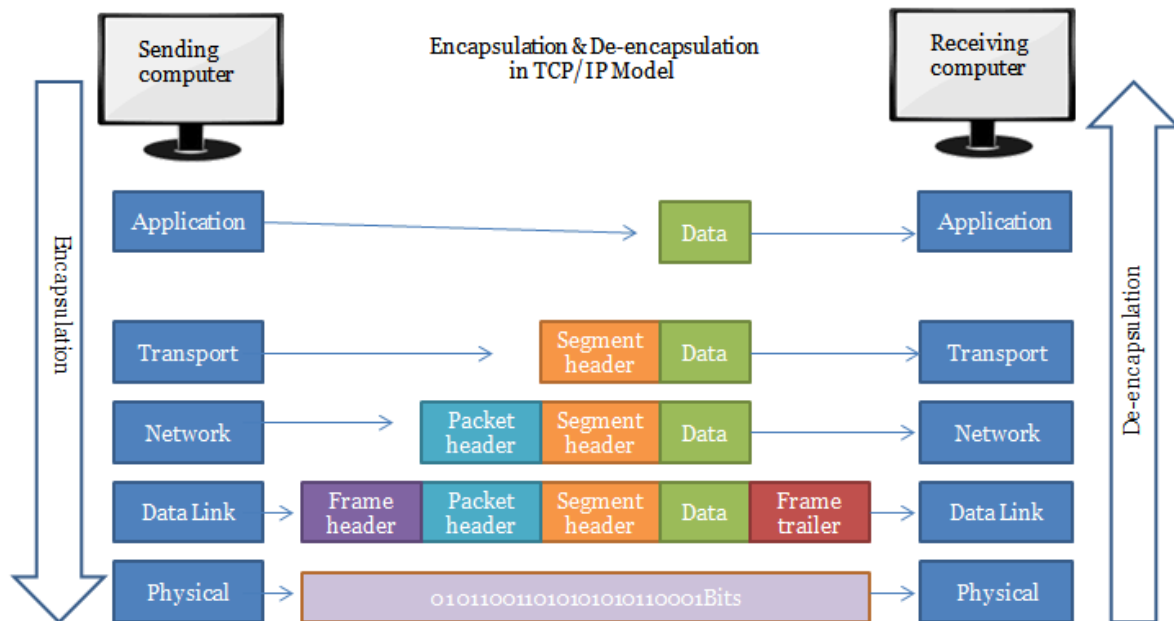 Sending
computer
Encapsulation & De-encapsulation
in TCP/IP Model
Receiving
computer
Encapsulation
De-encapsulation
Application
Data
Application
Transport
Segment
header
Data
Transport
Network
Packet
header
Segment
header
Data
Network
Data Link
Frame
header
Packet
header
Segment
header
Data
Frame
trailer
Data Link
Physical
0101100110101010110001Bits
Physical